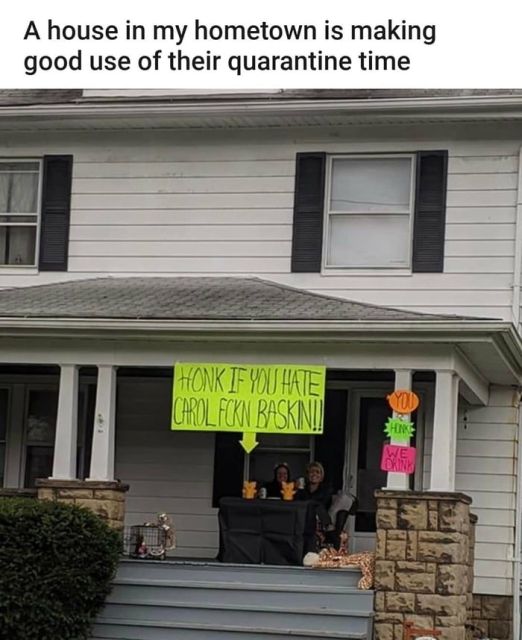 A house in my hometown is making
good use of their quarantine time
HONK IF YOU HATE
CAROL FCKN BASKIN!!
YOU
HONK
WE
DRINK